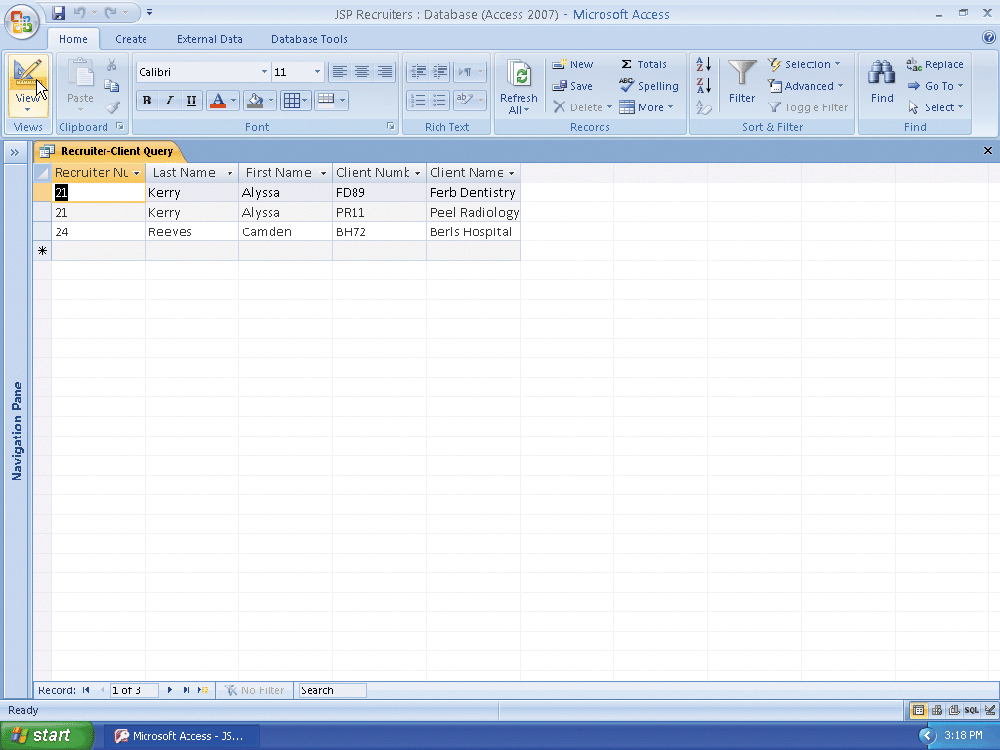 JSP Recruiters : Database (Access 2007) - Microsoft Access
Home Create External Data Database Tools
View Paste Calibri 11 Refresh All New Save Delete Totals Spelling More Filter Selection Advanced Toggle Filter Find Replace Go To Select
B I U A ab SQL
Views Clipboard Font Rich Text Records Sort & Filter Find
Recruiter-Client Query
Recruiter Nu Last Name First Name Client Numb Client Name
21 Kerry Alyssa FD89 Ferb Dentistry
21 Kerry Alyssa PR11 Peel Radiology
24 Reeves Camden BH72 Berls Hospital
Navigation Pane
Record: 1 of 3 No Filter Search
Ready
start Microsoft Access - JS... 3:18 PM